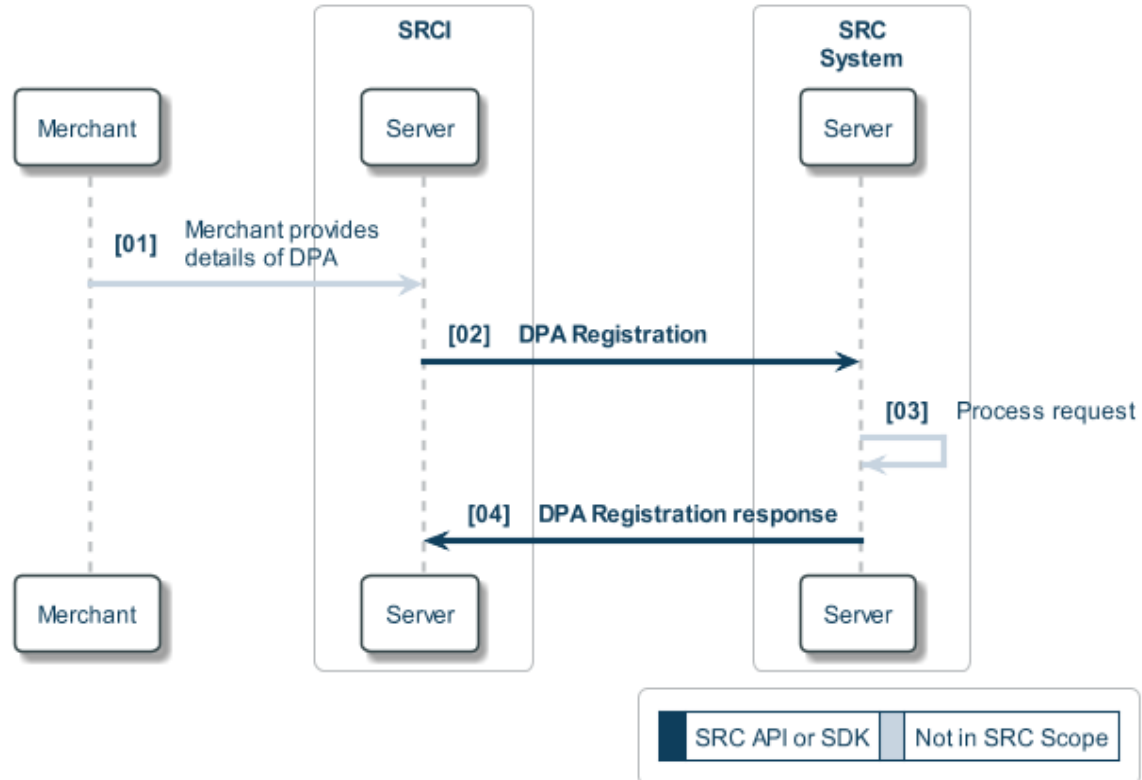 SRCI
SRC
System
Merchant
Server
Server
[01] Merchant provides
details of DPA
[02] DPA Registration
[03] Process request
[04] DPA Registration response
Merchant
Server
Server
SRC API or SDK
Not in SRC Scope